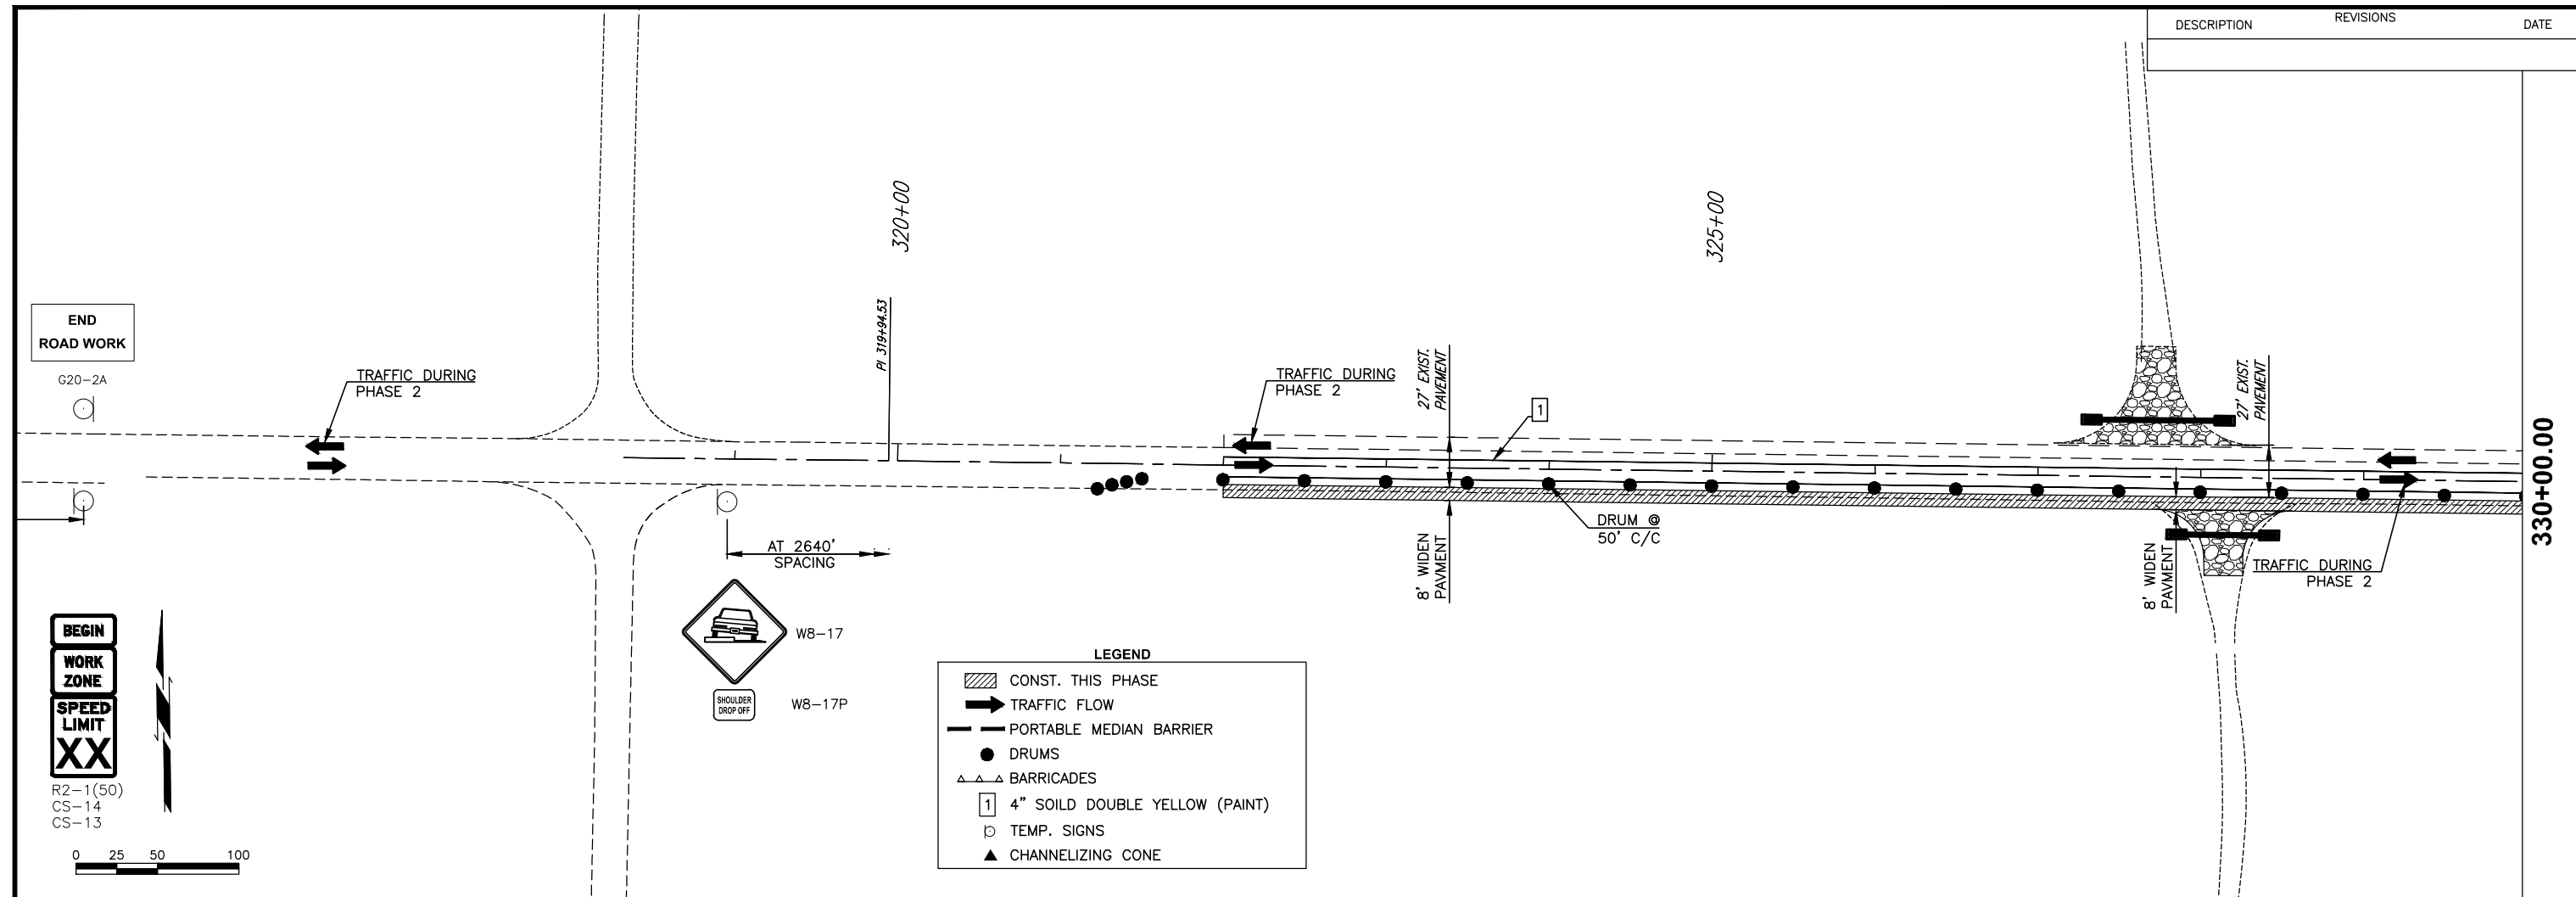 REVISIONS
DESCRIPTION
DATE
320+00
325+00
PI 319+94.53
END
ROAD WORK
G20-2A
TRAFFIC DURING
PHASE 2
TRAFFIC DURING
PHASE 2
27' EXIST.
PAVEMENT
1
27' EXIST.
PAVEMENT
330+00.00
AT 2640'
SPACING
DRUM @
50' C/C
8' WIDEN
PAVMENT
8' WIDEN
PAVMENT
TRAFFIC DURING
PHASE 2
BEGIN
WORK
ZONE
SPEED
LIMIT
XX
R2-1(50)
CS-14
CS-13
W8-17
SHOULDER
DROP OFF
W8-17P
LEGEND
CONST. THIS PHASE
TRAFFIC FLOW
PORTABLE MEDIAN BARRIER
DRUMS
BARRICADES
1 4" SOILD DOUBLE YELLOW (PAINT)
TEMP. SIGNS
CHANNELIZING CONE
0 25 50 100